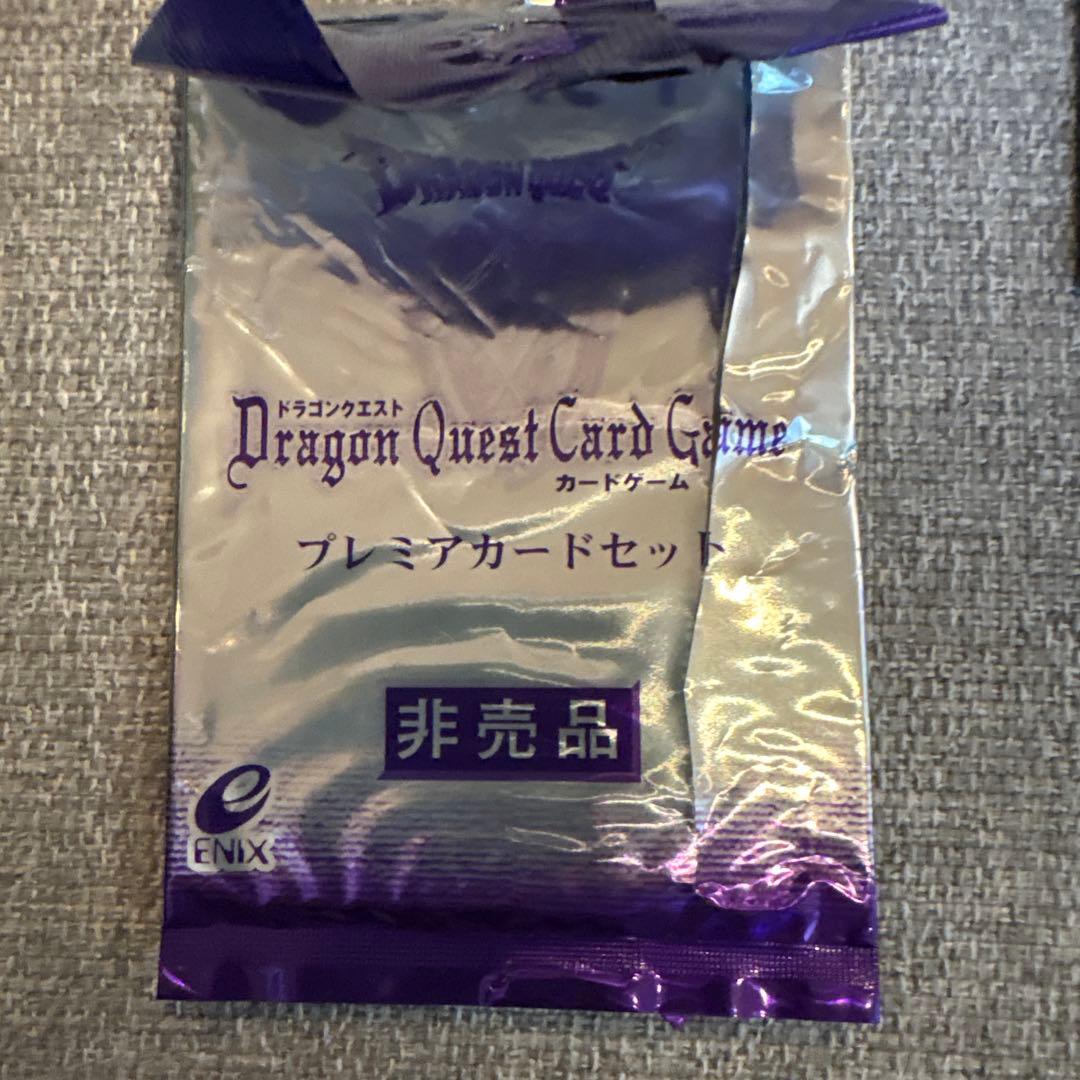 DRAGON QUEST
ドラゴンクエスト
Dragon Quest Card Game
カードゲーム
プレミアカードセット
非売品
ENIX